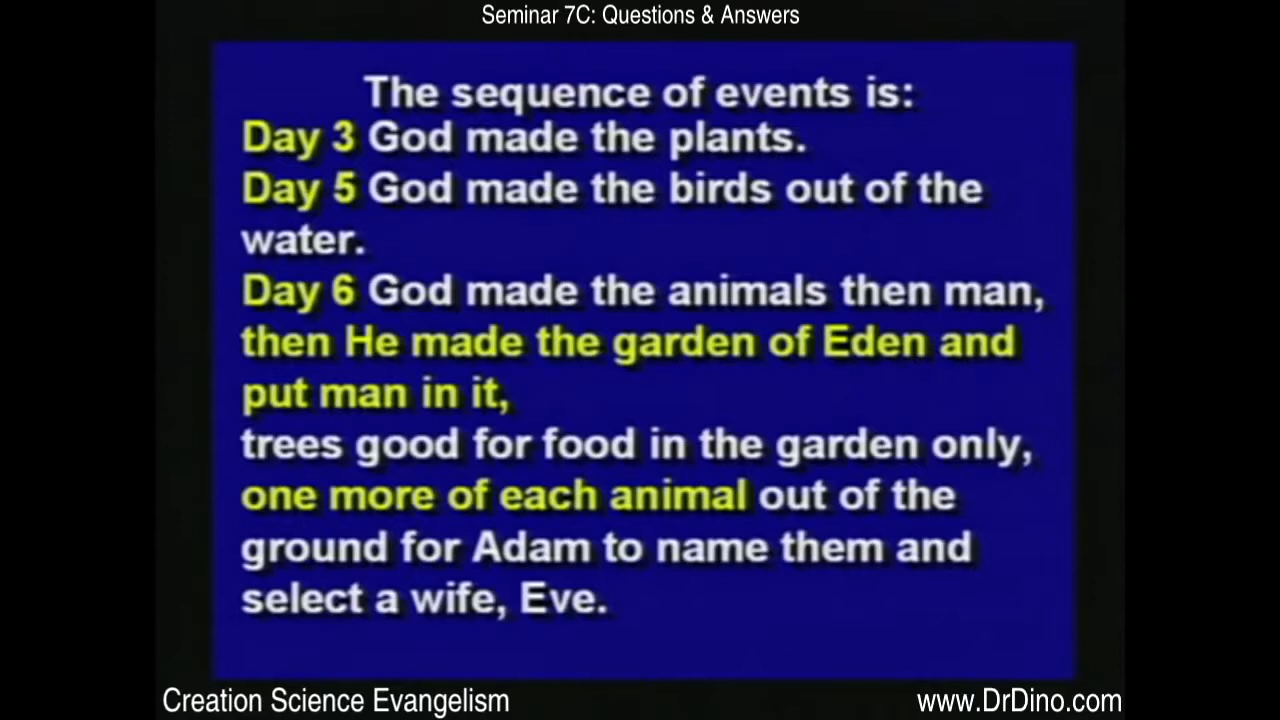 Seminar 7C: Questions & Answers
The sequence of events is:
Day 3 God made the plants.
Day 5 God made the birds out of the
water.
Day 6 God made the animals then man,
then He made the garden of Eden and
put man in it,
trees good for food in the garden only,
one more of each animal out of the
ground for Adam to name them and
select a wife, Eve.
Creation Science Evangelism
www.DrDino.com